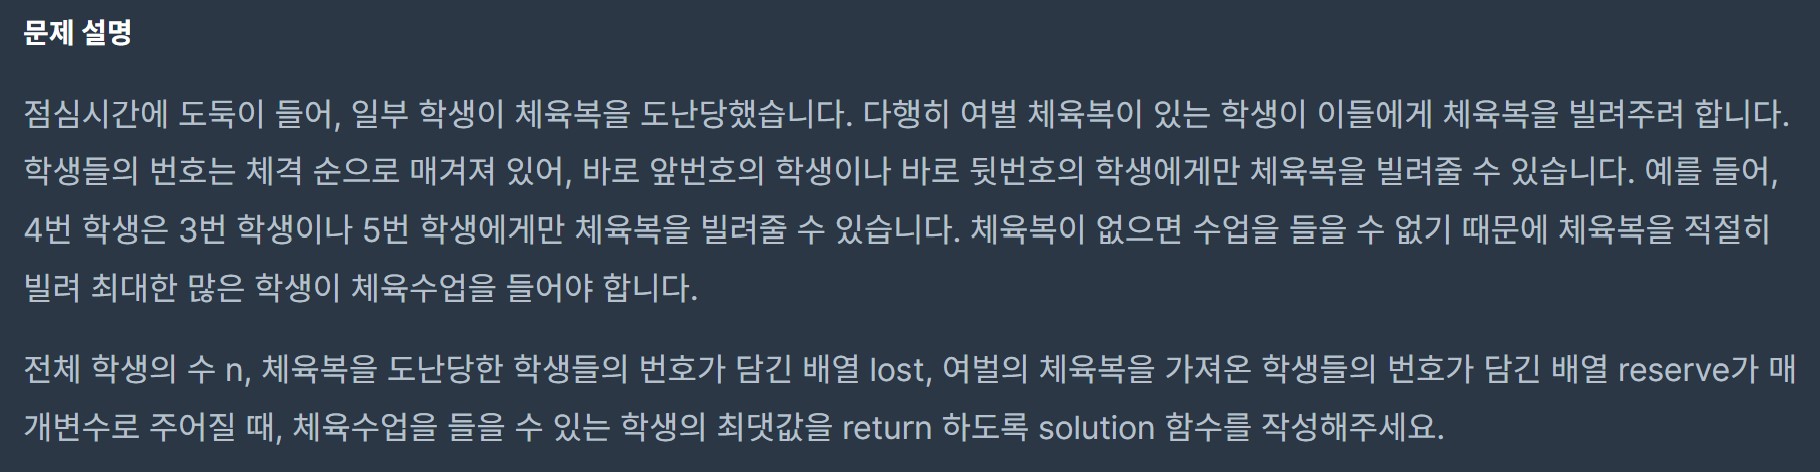 문제 설명
점심시간에 도둑이 들어, 일부 학생이 체육복을 도난당했습니다. 다행히 여벌 체육복이 있는 학생이 이들에게 체육복을 빌려주려 합니다.
학생들의 번호는 체격 순으로 매겨져 있어, 바로 앞번호의 학생이나 바로 뒷번호의 학생에게만 체육복을 빌려줄 수 있습니다. 예를 들어,
4번 학생은 3번 학생이나 5번 학생에게만 체육복을 빌려줄 수 있습니다. 체육복이 없으면 수업을 들을 수 없기 때문에 체육복을 적절히
빌려 최대한 많은 학생이 체육수업을 들어야 합니다.
전체 학생의 수 n, 체육복을 도난당한 학생들의 번호가 담긴 배열 lost, 여벌의 체육복을 가져온 학생들의 번호가 담긴 배열 reserve가 매
개변수로 주어질 때, 체육수업을 들을 수 있는 학생의 최댓값을 return 하도록 solution 함수를 작성해주세요.